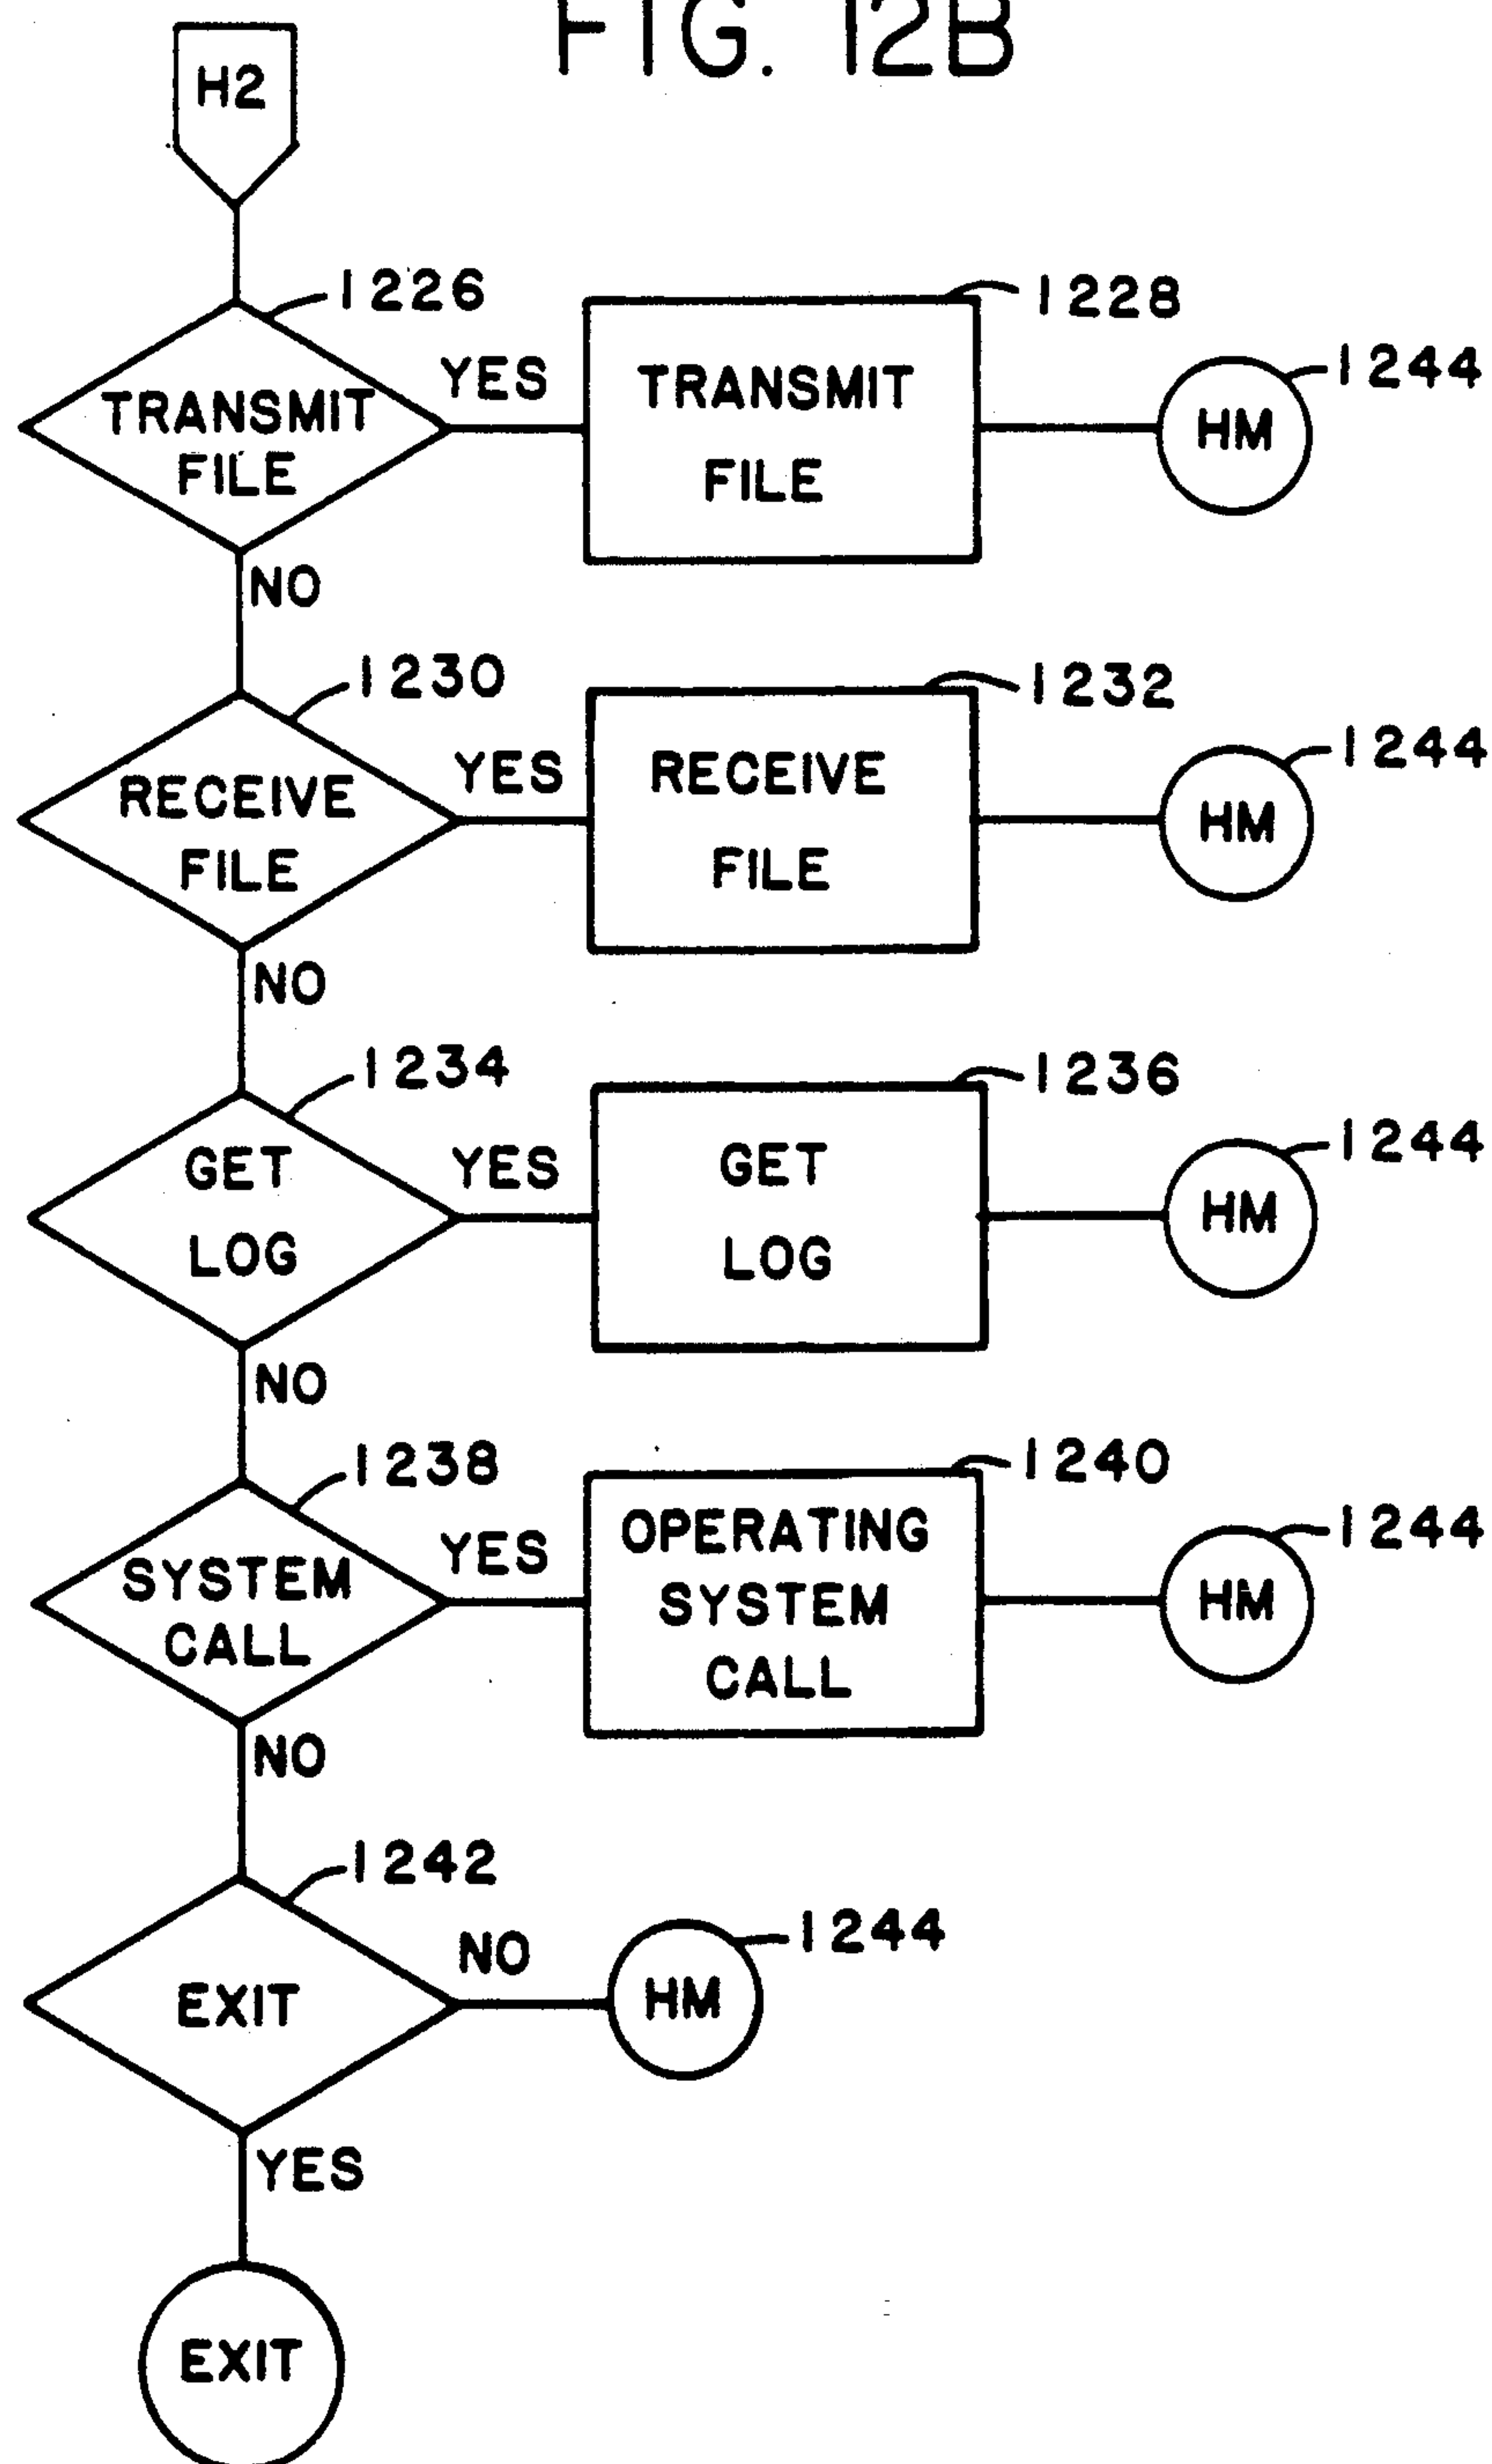 FIG. 12B
H2
1226
TRANSMIT
FILE
YES
1228
TRANSMIT
FILE
1244
HM
NO
1230
RECEIVE
FILE
YES
1232
RECEIVE
FILE
1244
HM
NO
1234
GET
LOG
YES
1236
GET
LOG
1244
HM
NO
1238
SYSTEM
CALL
YES
1240
OPERATING
SYSTEM
CALL
1244
HM
NO
1242
EXIT
NO
1244
HM
YES
EXIT